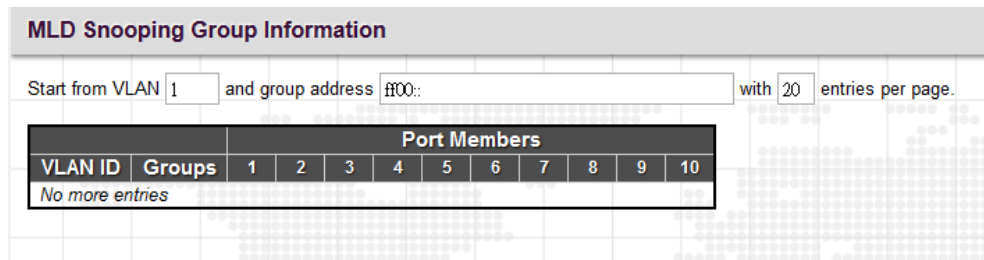 MLD Snooping Group Information
Start from VLAN 1 and group address ff00:: with 20 entries per page.
Port Members
VLAN ID Groups 1 2 3 4 5 6 7 8 9 10
No more entries